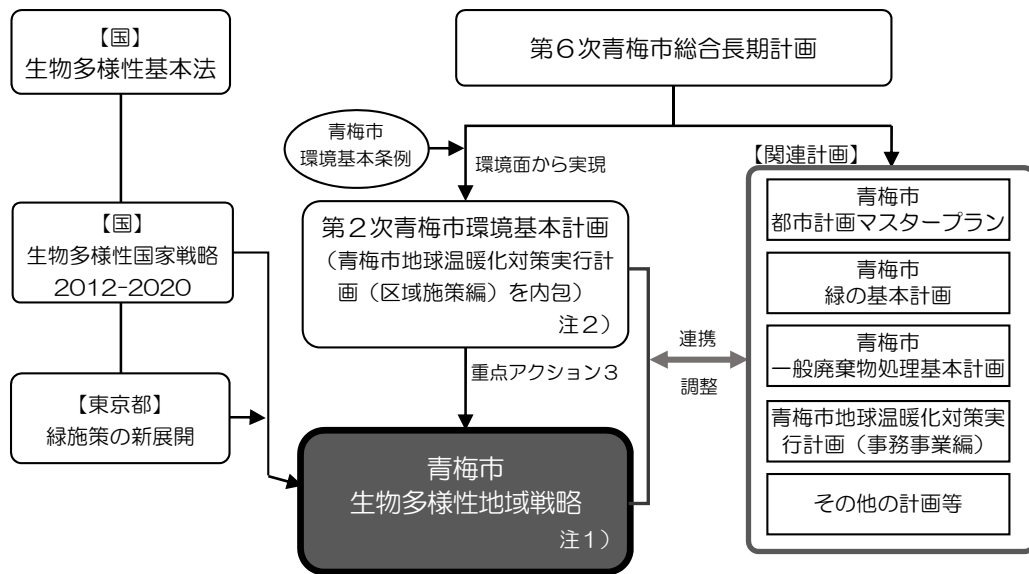 【国】
生物多様性基本法
【国】
生物多様性国家戦略
2012-2020
【東京都】
緑施策の新展開
第6次青梅市総合長期計画
青梅市
環境基本条例
環境面から実現
第2次青梅市環境基本計画
（青梅市地球温暖化対策実行計
画（区域施策編）を内包）
注2）
重点アクション3
青梅市
生物多様性地域戦略
注1）
連携
調整
【関連計画】
青梅市
都市計画マスタープラン
青梅市
緑の基本計画
青梅市
一般廃棄物処理基本計画
青梅市地球温暖化対策実
行計画（事務事業編）
その他の計画等